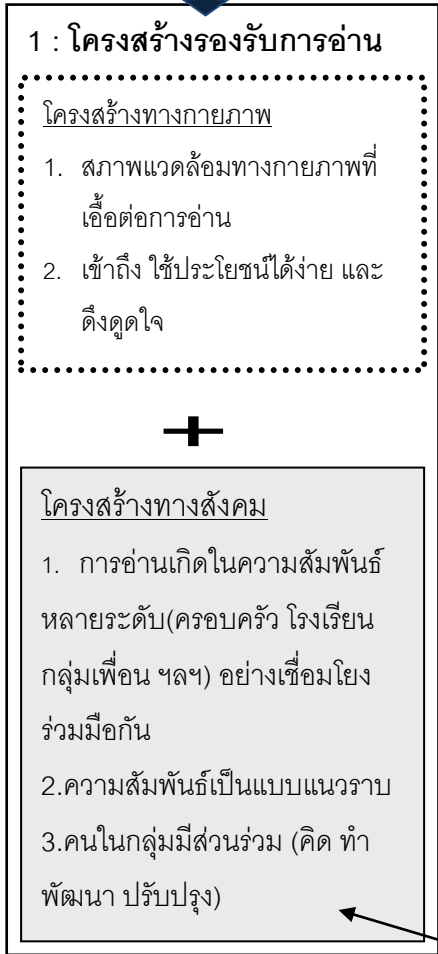 1 : โครงสร้างรองรับการอ่าน
โครงสร้างทางกายภาพ
1. สภาพแวดล้อมทางกายภาพที่
เอื้อต่อการอ่าน
2. เข้าถึง ใช้ประโยชน์ได้ง่าย และ
ดึงดูดใจ
+
โครงสร้างทางสังคม
1. การอ่านเกิดในความสัมพันธ์
หลายระดับ(ครอบครัว โรงเรียน
กลุ่มเพื่อน ฯลฯ) อย่างเชื่อมโยง
ร่วมมือกัน
2.ความสัมพันธ์เป็นแบบแนวราบ
3.คนในกลุ่มมีส่วนร่วม (คิด ทำ
พัฒนา ปรับปรุง)